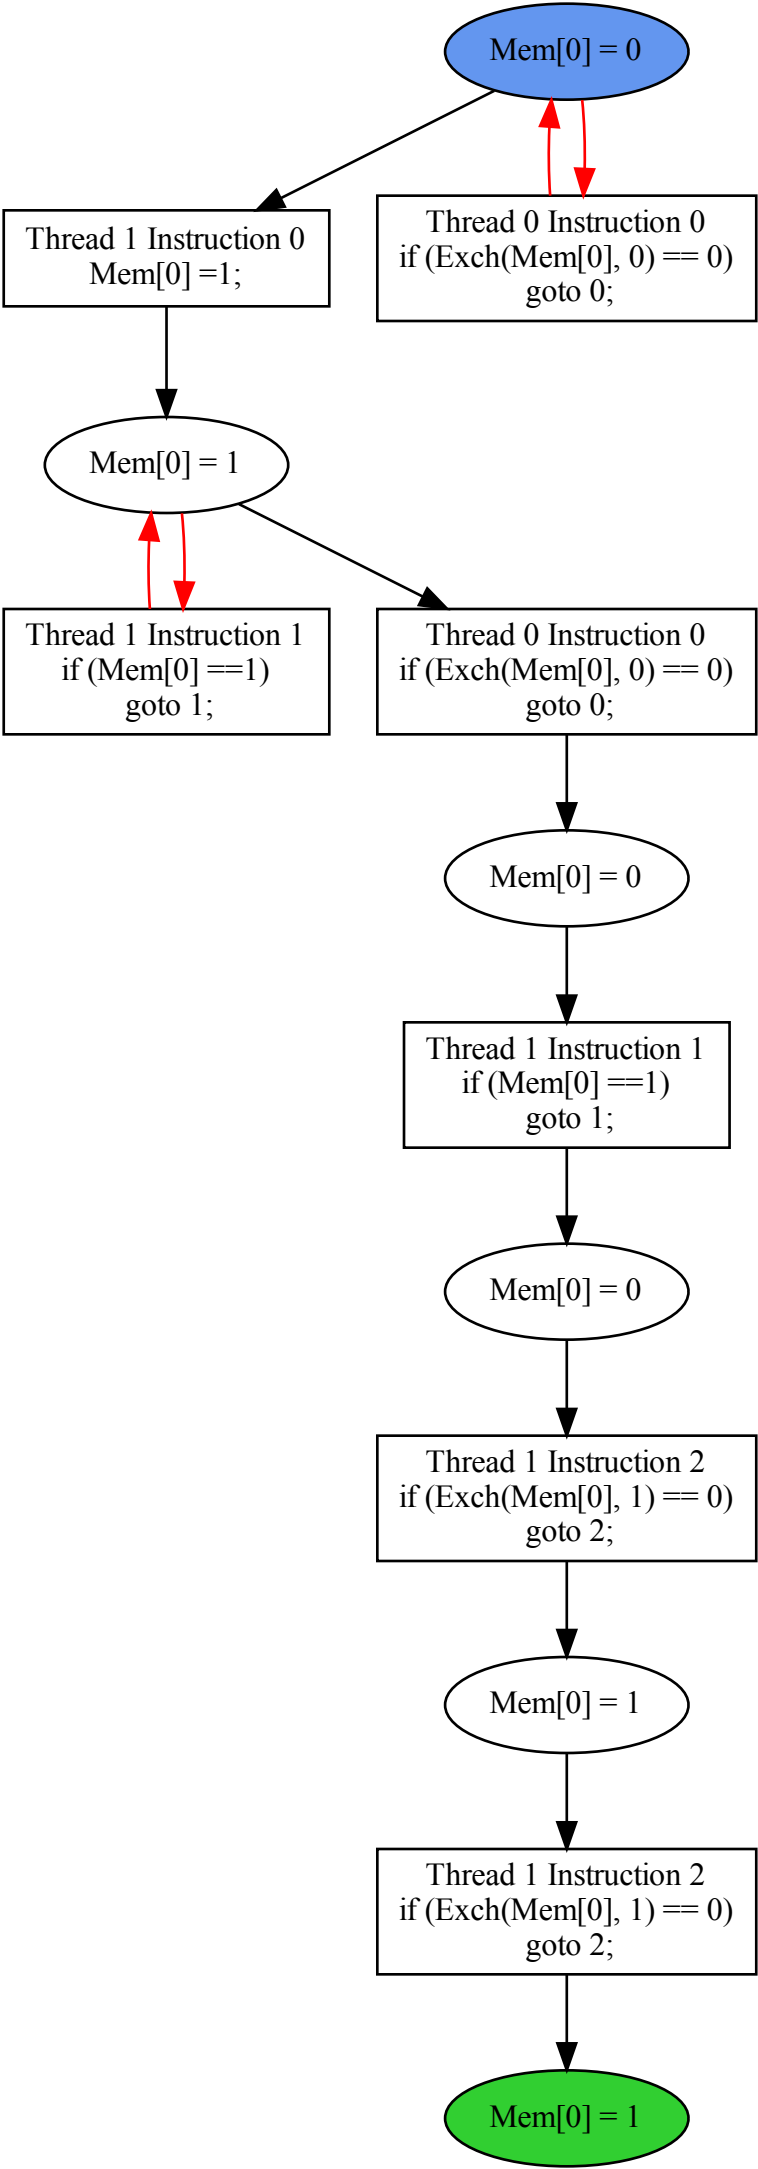 Mem[0] = 0
Thread 1 Instruction 0
Mem[0] =1;
Thread 0 Instruction 0
if (Exch(Mem[0], 0) == 0)
goto 0;
Mem[0] = 1
Thread 1 Instruction 1
if (Mem[0] ==1)
goto 1;
Thread 0 Instruction 0
if (Exch(Mem[0], 0) == 0)
goto 0;
Mem[0] = 0
Thread 1 Instruction 1
if (Mem[0] ==1)
goto 1;
Mem[0] = 0
Thread 1 Instruction 2
if (Exch(Mem[0], 1) == 0)
goto 2;
Mem[0] = 1
Thread 1 Instruction 2
if (Exch(Mem[0], 1) == 0)
goto 2;
Mem[0] = 1